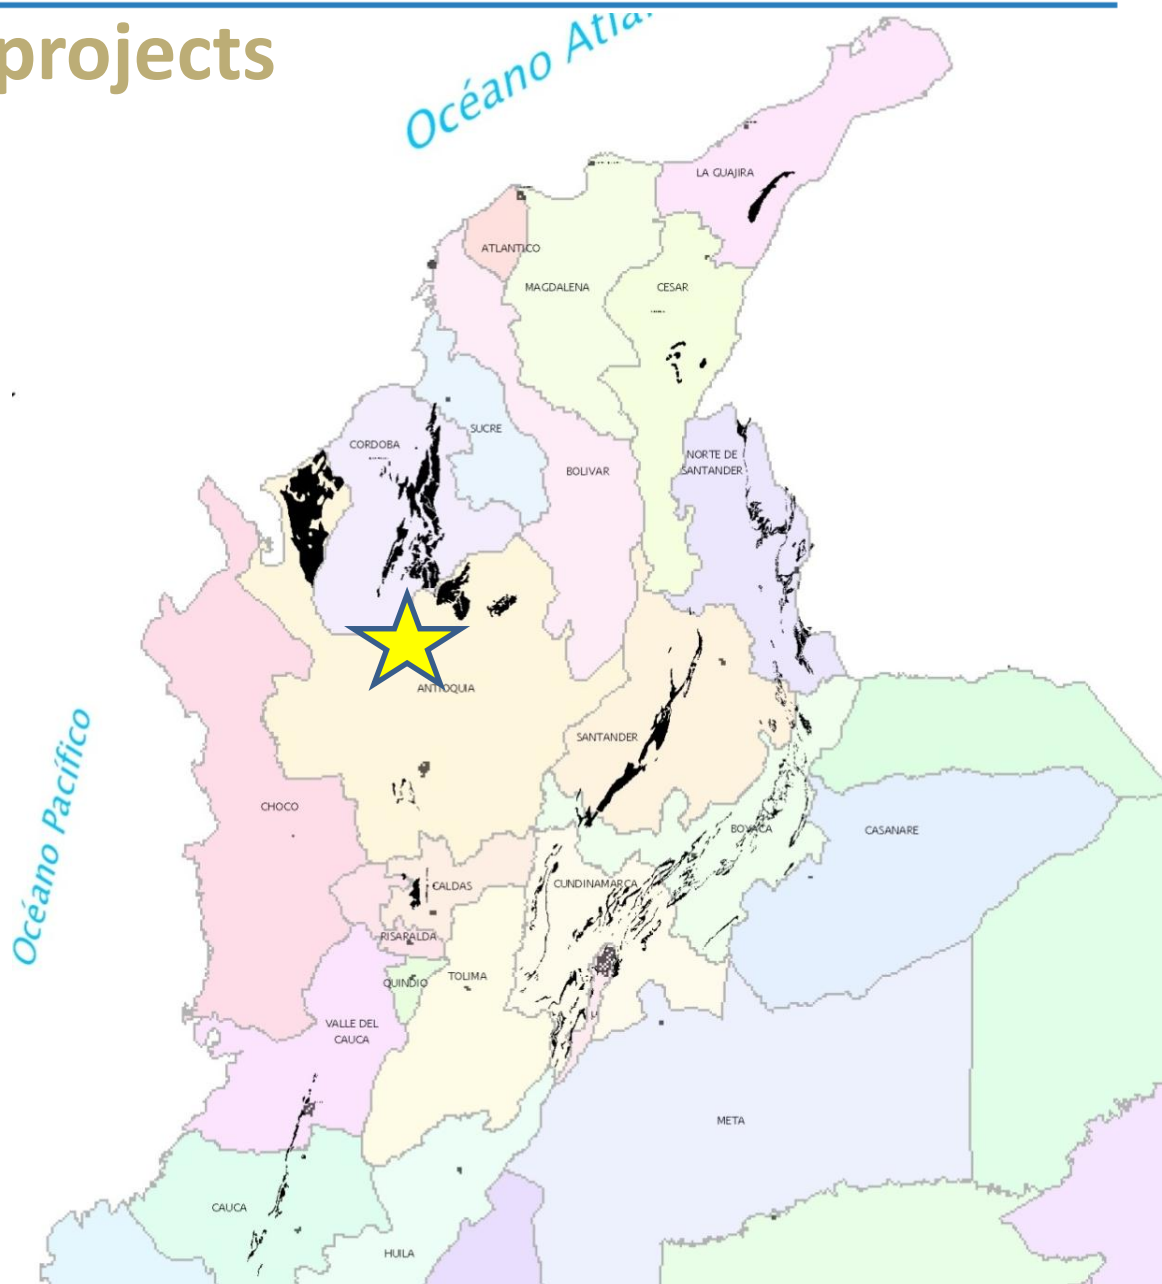 projects
Océano Atla
LA GUAJIRA
ATLANTICO
MAGDALENA
CESAR
CORDOBA
SUCRE
BOLIVAR
NORTE DE
SANTANDER
ANTIOQUIA
SANTANDER
CHOCO
BOYACA
CASANARE
CALDAS
CUNDINAMARCA
RISARALDA
QUINDIO
TOLIMA
VALLE DEL
CAUCA
META
CAUCA
HUILA
Océano Pacífico